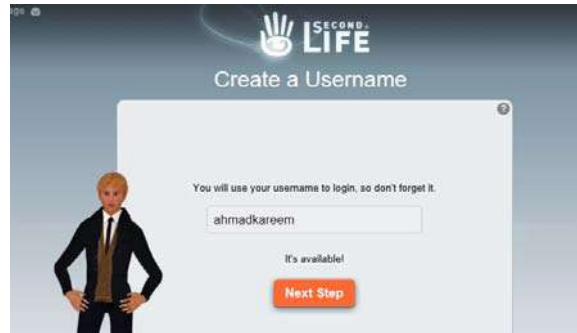 SECOND
LIFE
Create a Username
You will use your username to login, so don't forget it.
ahmadkareem
It's available!
Next Step